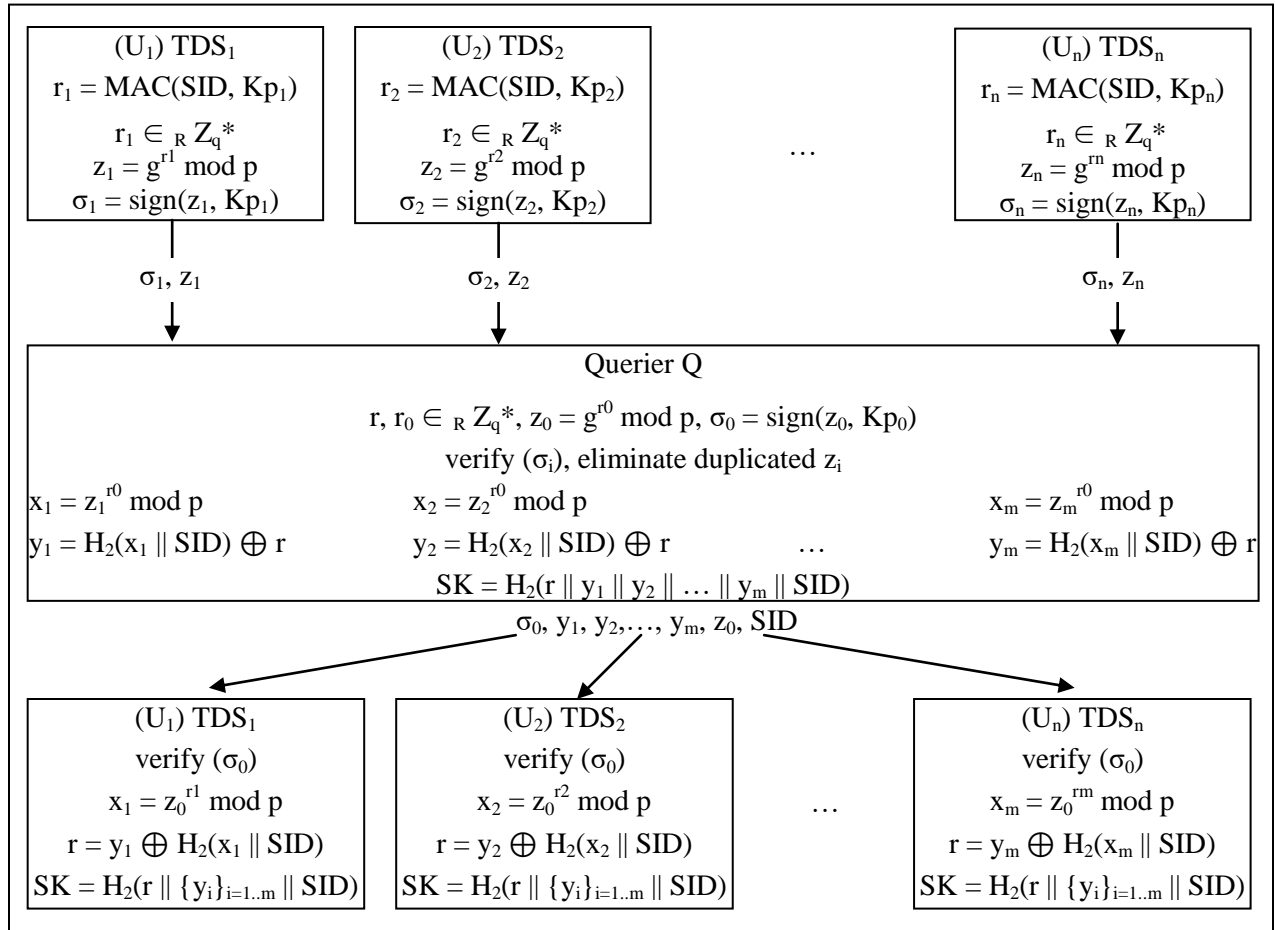 (U₁) TDS₁
r₁ = MAC(SID, Kp₁)
r₁ ∈ ᵣ Z_q*
z₁ = g^r1 mod p
σ₁ = sign(z₁, Kp₁)
(U₂) TDS₂
r₂ = MAC(SID, Kp₂)
r₂ ∈ ᵣ Z_q*
z₂ = g^r2 mod p
σ₂ = sign(z₂, Kp₂)
…
(Uₙ) TDSₙ
rₙ = MAC(SID, Kpₙ)
rₙ ∈ ᵣ Z_q*
zₙ = g^rn mod p
σₙ = sign(zₙ, Kpₙ)
σ₁, z₁
σ₂, z₂
σₙ, zₙ
Querier Q
r, r₀ ∈ ᵣ Z_q*, z₀ = g^r0 mod p, σ₀ = sign(z₀, Kp₀)
verify (σᵢ), eliminate duplicated zᵢ
x₁ = z₁^r0 mod p x₂ = z₂^r0 mod p xₘ = zₘ^r0 mod p
y₁ = H₂(x₁ || SID) ⊕ r y₂ = H₂(x₂ || SID) ⊕ r … yₘ = H₂(xₘ || SID) ⊕ r
SK = H₂(r || y₁ || y₂ || … || yₘ || SID)
σ₀, y₁, y₂,…, yₘ, z₀, SID
(U₁) TDS₁
verify (σ₀)
x₁ = z₀^r1 mod p
r = y₁ ⊕ H₂(x₁ || SID)
SK = H₂(r || {yᵢ}ᵢ₌₁..ₘ || SID)
(U₂) TDS₂
verify (σ₀)
x₂ = z₀^r2 mod p
r = y₂ ⊕ H₂(x₂ || SID)
SK = H₂(r || {yᵢ}ᵢ₌₁..ₘ || SID)
…
(Uₙ) TDSₙ
verify (σ₀)
xₘ = z₀^rm mod p
r = yₘ ⊕ H₂(xₘ || SID)
SK = H₂(r || {yᵢ}ᵢ₌₁..ₘ || SID)